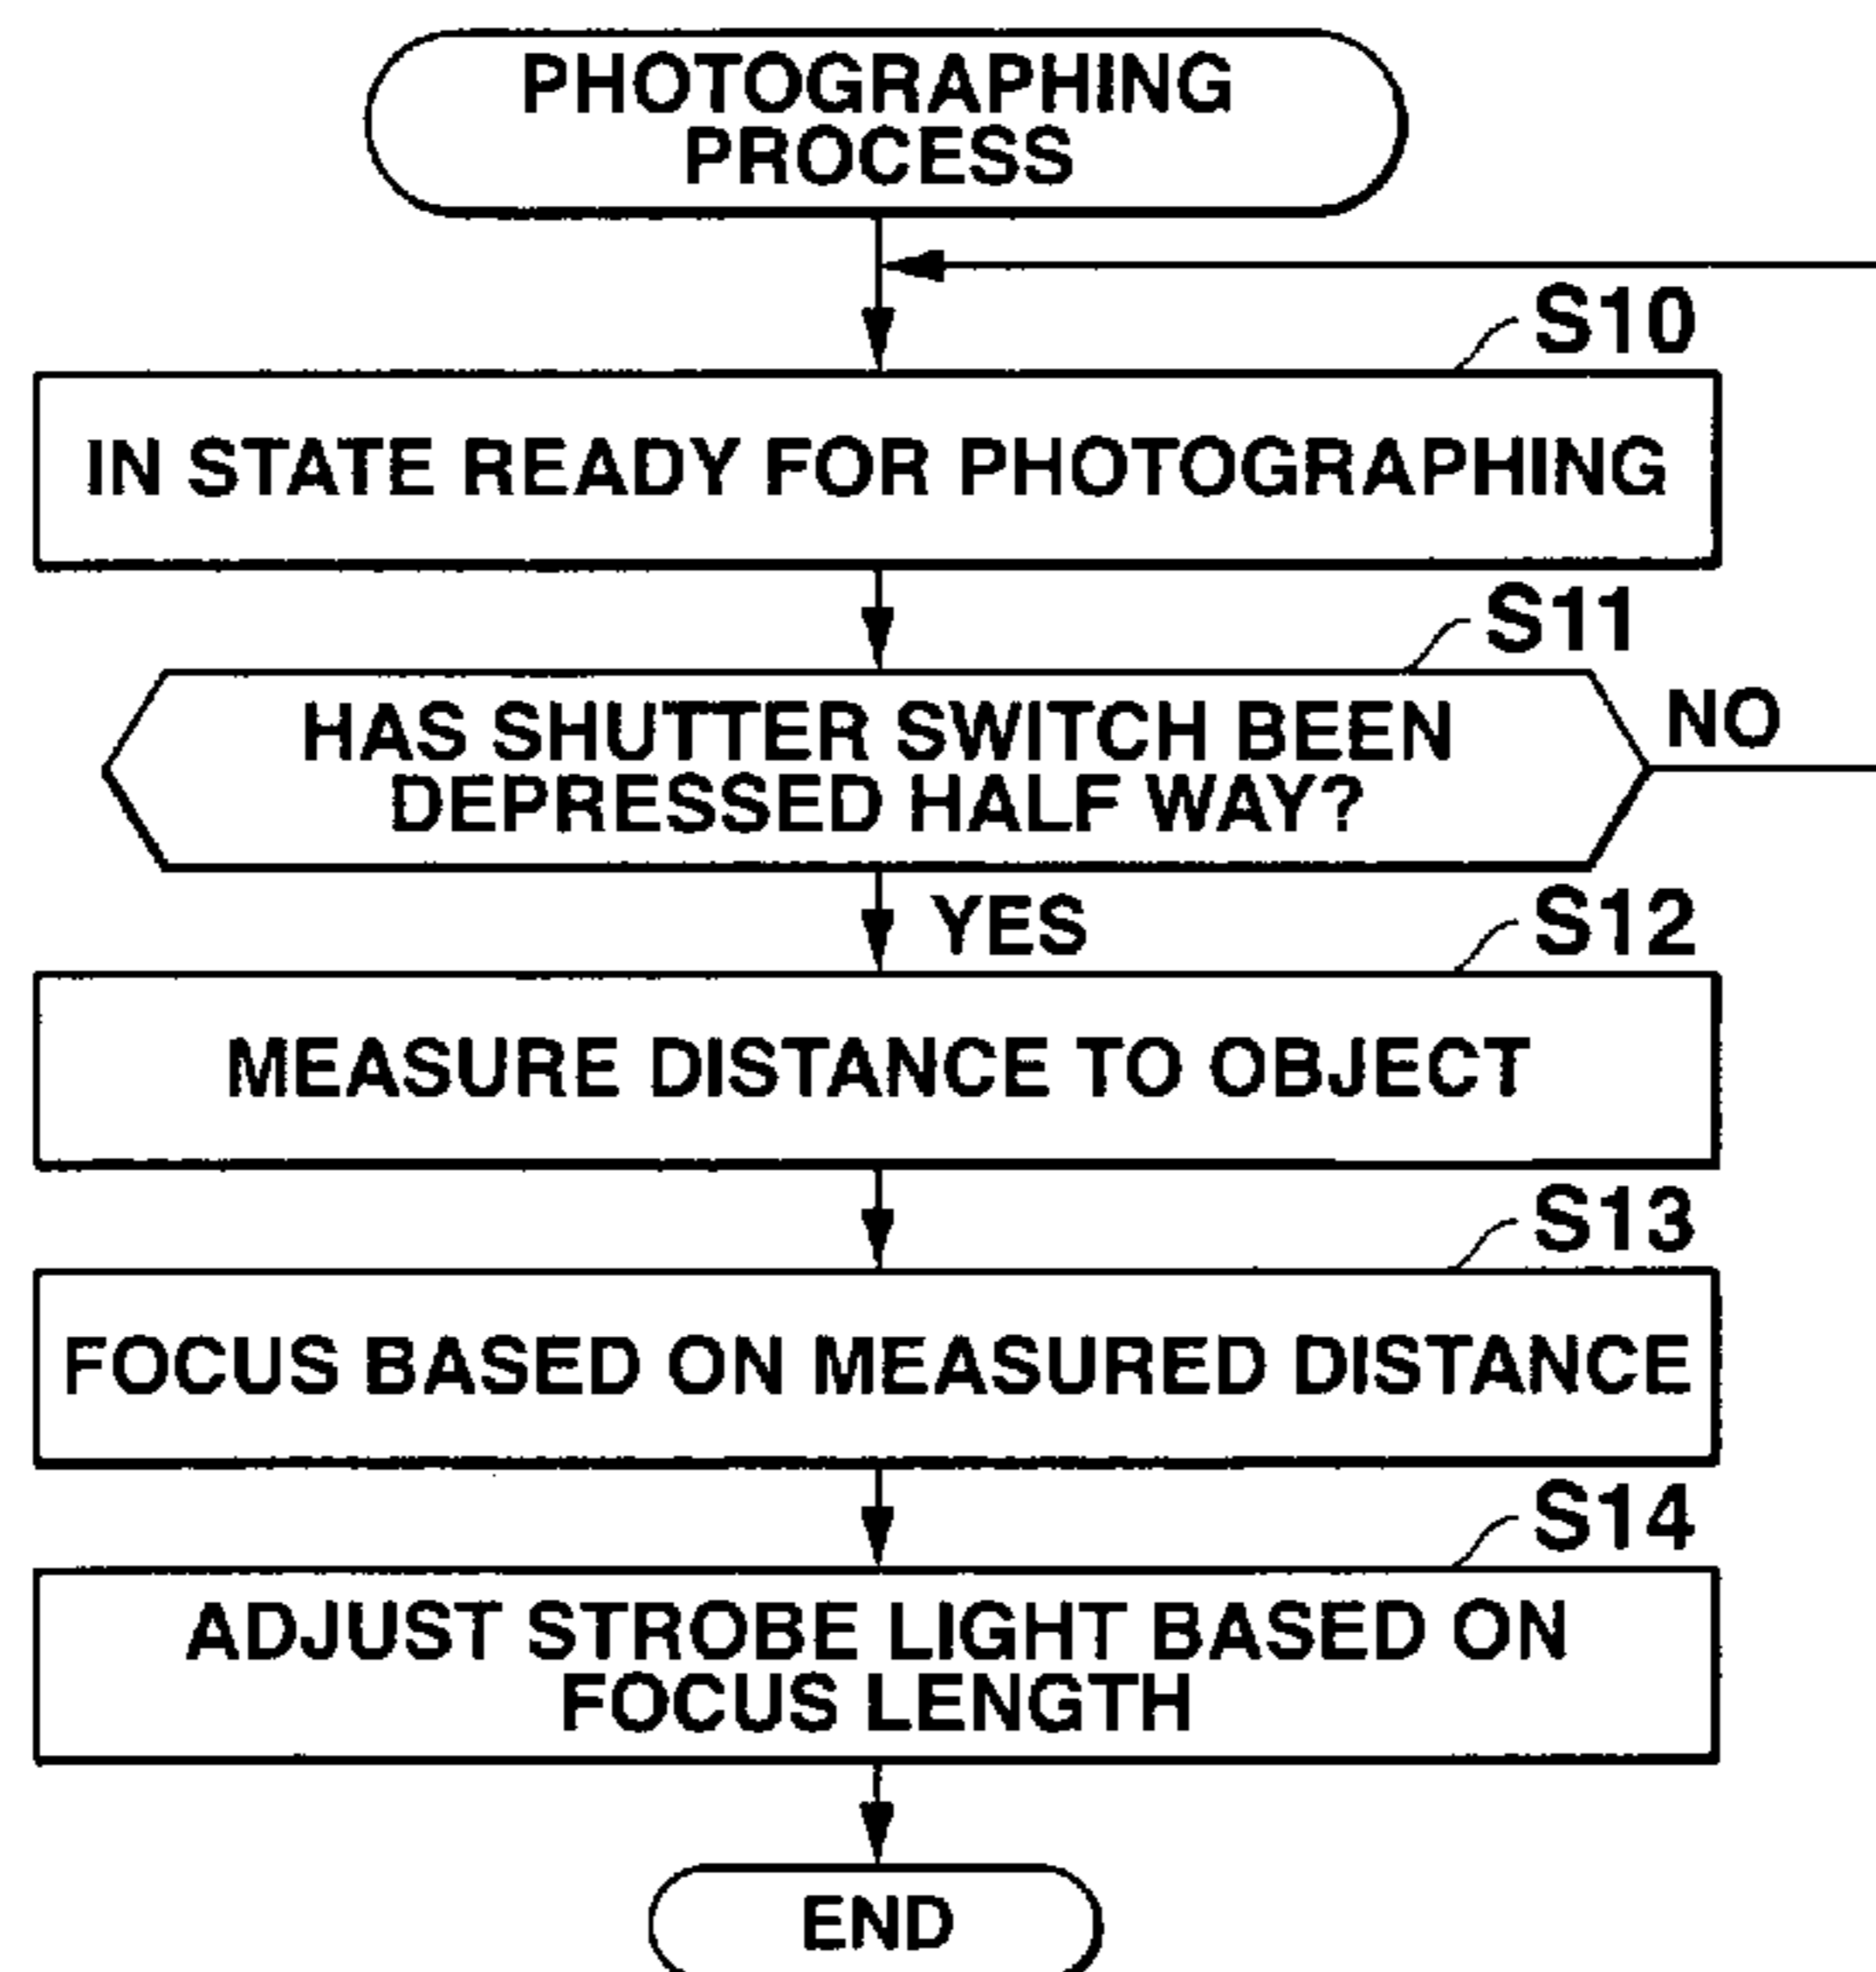 PHOTOGRAPHING
PROCESS
S10
IN STATE READY FOR PHOTOGRAPHING
S11
HAS SHUTTER SWITCH BEEN
DEPRESSED HALF WAY?
NO
YES
S12
MEASURE DISTANCE TO OBJECT
S13
FOCUS BASED ON MEASURED DISTANCE
S14
ADJUST STROBE LIGHT BASED ON
FOCUS LENGTH
END